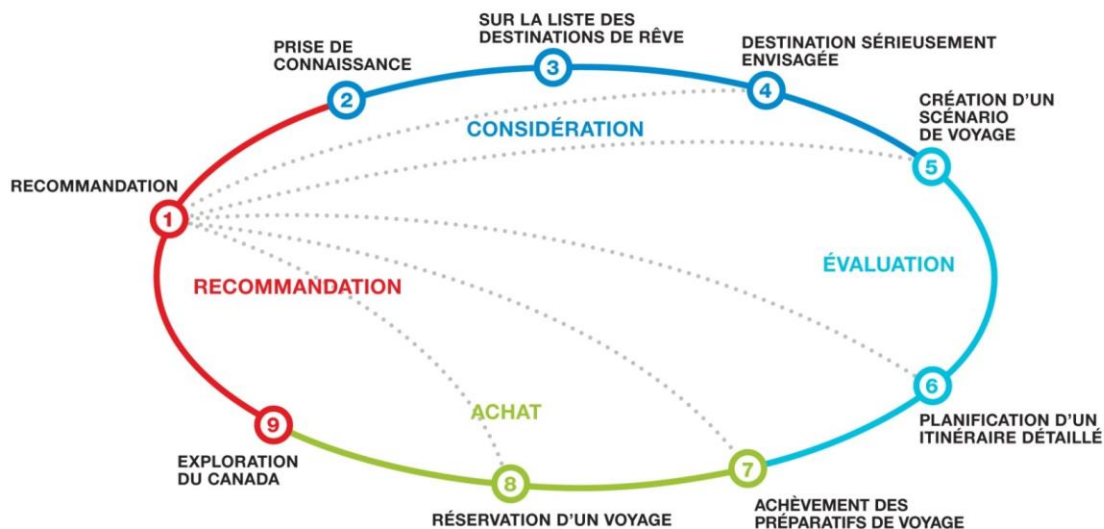 SUR LA LISTE DES
DESTINATIONS DE RÊVE
3
PRISE DE
CONNAISSANCE
2
DESTINATION SÉRIEUSEMENT
ENVISAGÉE
4
CRÉATION D'UN
SCÉNARIO
DE VOYAGE
5
CONSIDÉRATION
RECOMMANDATION
1
ÉVALUATION
RECOMMANDATION
6
PLANIFICATION D'UN
ITINÉRAIRE DÉTAILLÉ
ACHAT
9
EXPLORATION
DU CANADA
8
RÉSERVATION D'UN VOYAGE
7
ACHÈVEMENT DES
PRÉPARATIFS DE VOYAGE